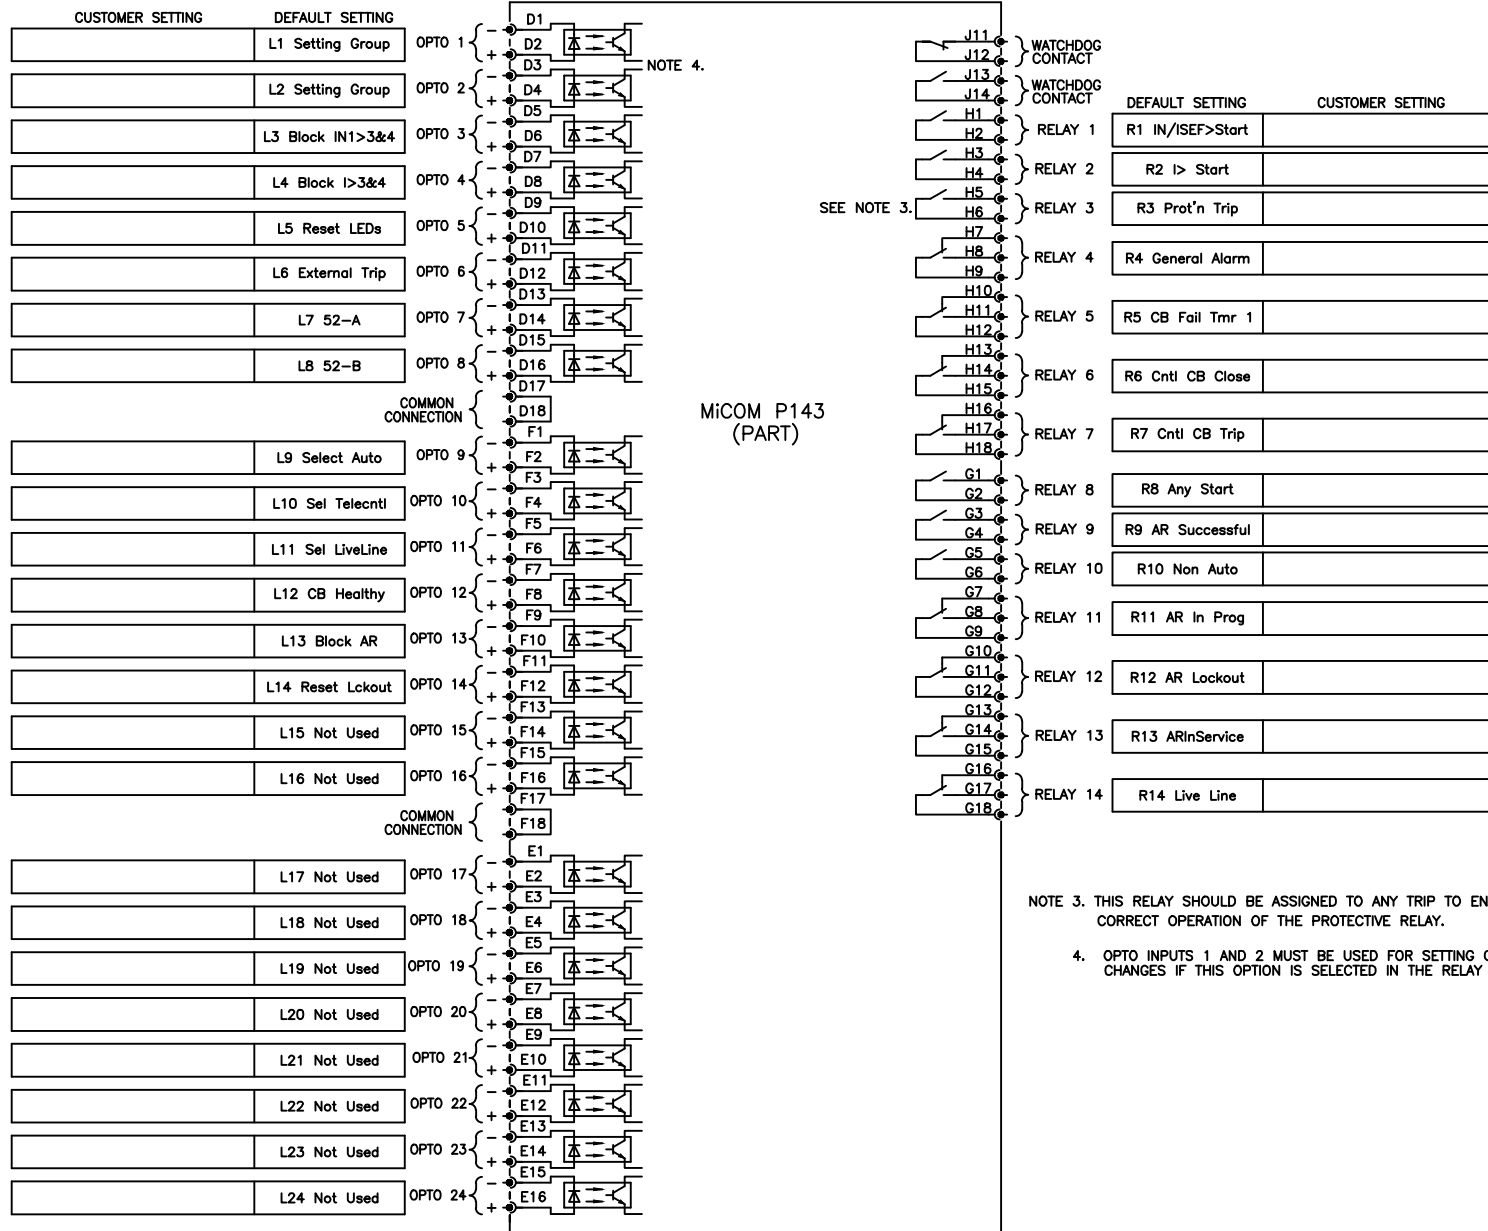 CUSTOMER SETTING DEFAULT SETTING
L1 Setting Group OPTO 1 - + D1 D2
L2 Setting Group OPTO 2 - + D3 D4
NOTE 4.
L3 Block IN1>3&4 OPTO 3 - + D5 D6
L4 Block I>3&4 OPTO 4 - + D7 D8
L5 Reset LEDs OPTO 5 - + D9 D10
L6 External Trip OPTO 6 - + D11 D12
L7 52-A OPTO 7 - + D13 D14
L8 52-B OPTO 8 - + D15 D16
COMMON
CONNECTION
D17
D18
L9 Select Auto OPTO 9 - + F1 F2
L10 Sel Telecntl OPTO 10 - + F3 F4
L11 Sel LiveLine OPTO 11 - + F5 F6
L12 CB Healthy OPTO 12 - + F7 F8
L13 Block AR OPTO 13 - + F9 F10
L14 Reset Lckout OPTO 14 - + F11 F12
L15 Not Used OPTO 15 - + F13 F14
L16 Not Used OPTO 16 - + F15 F16
COMMON
CONNECTION
F17
F18
L17 Not Used OPTO 17 - + E1 E2
L18 Not Used OPTO 18 - + E3 E4
L19 Not Used OPTO 19 - + E5 E6
L20 Not Used OPTO 20 - + E7 E8
L21 Not Used OPTO 21 - + E9 E10
L22 Not Used OPTO 22 - + E11 E12
L23 Not Used OPTO 23 - + E13 E14
L24 Not Used OPTO 24 - + E15 E16
MiCOM P143
(PART)
J11
J12
WATCHDOG
CONTACT
J13
J14
WATCHDOG
CONTACT
DEFAULT SETTING CUSTOMER SETTING
H1 H2 RELAY 1 R1 IN/ISEF>Start
H3 H4 RELAY 2 R2 I> Start
SEE NOTE 3. H5 H6 RELAY 3 R3 Prot'n Trip
H7 H8 H9 RELAY 4 R4 General Alarm
H10 H11 H12 RELAY 5 R5 CB Fail Tmr 1
H13 H14 H15 RELAY 6 R6 Cntl CB Close
H16 H17 H18 RELAY 7 R7 Cntl CB Trip
G1 G2 RELAY 8 R8 Any Start
G3 G4 RELAY 9 R9 AR Successful
G5 G6 RELAY 10 R10 Non Auto
G7 G8 G9 RELAY 11 R11 AR In Prog
G10 G11 G12 RELAY 12 R12 AR Lockout
G13 G14 G15 RELAY 13 R13 ARInService
G16 G17 G18 RELAY 14 R14 Live Line
NOTE 3. THIS RELAY SHOULD BE ASSIGNED TO ANY TRIP TO EN
CORRECT OPERATION OF THE PROTECTIVE RELAY.
4. OPTO INPUTS 1 AND 2 MUST BE USED FOR SETTING
CHANGES IF THIS OPTION IS SELECTED IN THE RELAY